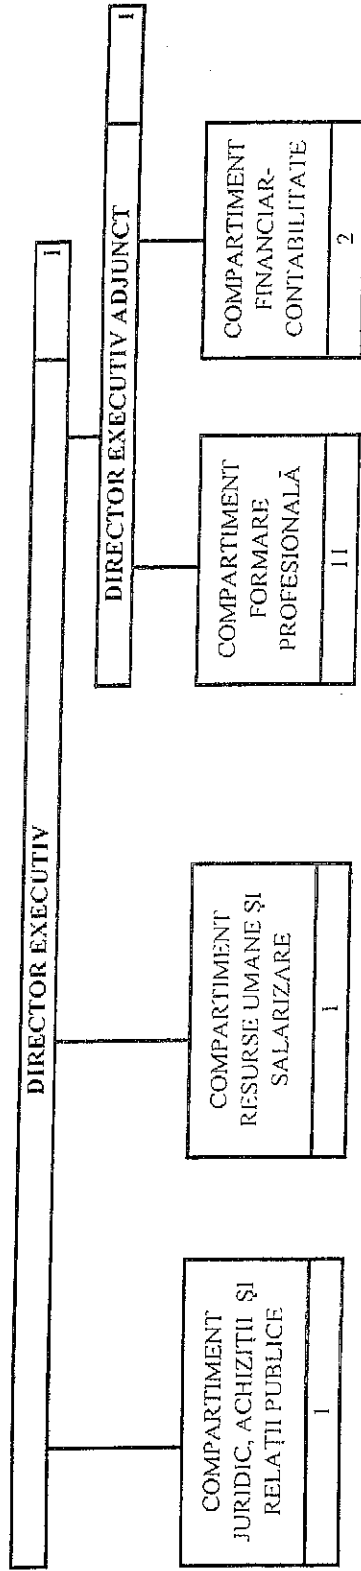 DIRECTOR EXECUTIV
1
DIRECTOR EXECUTIV ADJUNCT
1
COMPARTIMENT
JURIDIC, ACHIZIȚII ȘI
RELAȚII PUBLICE
1
COMPARTIMENT
RESURSE UMANE ȘI
SALARIZARE
1
COMPARTIMENT
FORMARE
PROFESIONALĂ
11
COMPARTIMENT
FINANCIAR-
CONTABILITATE
2